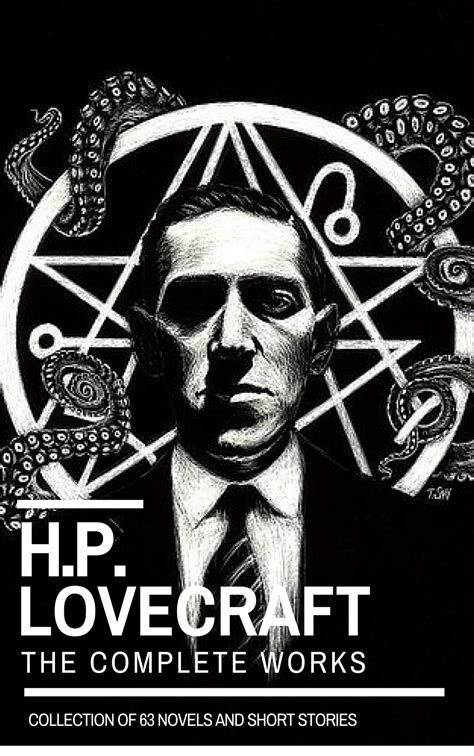 H.P.
LOVECRAFT
THE COMPLETE WORKS
COLLECTION OF 63 NOVELS AND SHORT STORIES